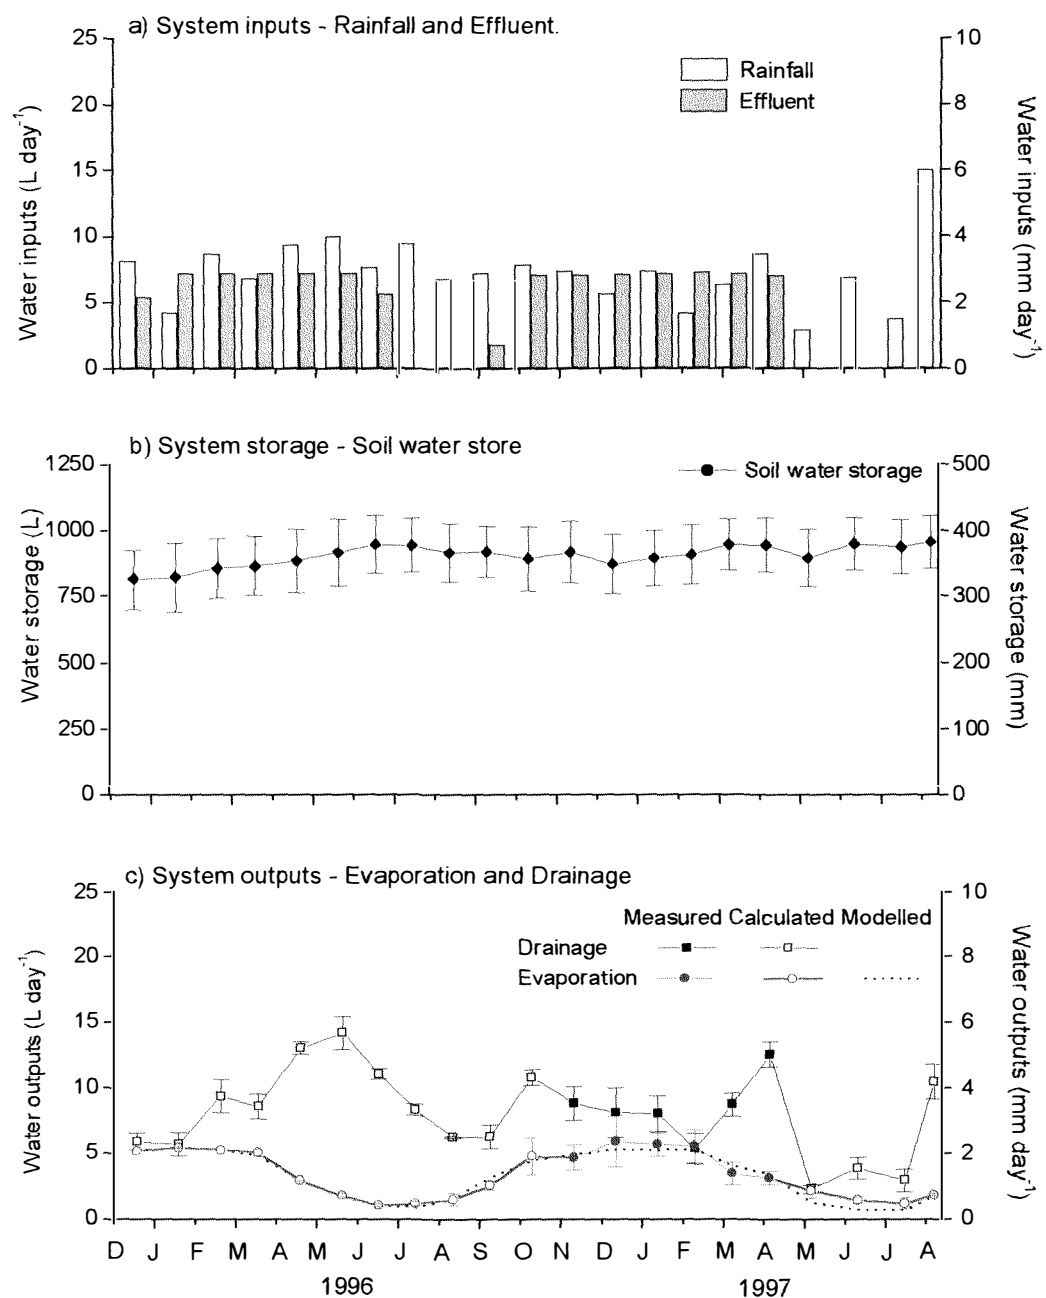 a) System inputs - Rainfall and Effluent.
25
20
15
10
5
0
10
8
6
4
2
0
Water inputs (L day-1)
Water inputs (mm day-1)
Rainfall
Effluent
b) System storage - Soil water store
1250
1000
750
500
250
0
500
400
300
200
100
0
Water storage (L)
Water storage (mm)
Soil water storage
c) System outputs - Evaporation and Drainage
25
20
15
10
5
0
10
8
6
4
2
0
Water outputs (L day-1)
Water outputs (mm day-1)
Measured Calculated Modelled
Drainage
Evaporation
D J F M A M J J A S O N D J F M A M J J A
1996 1997